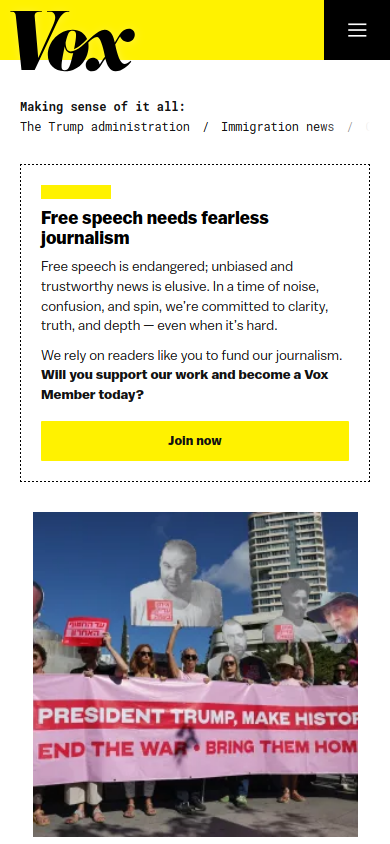 Vox
Making sense of it all:
The Trump administration / Immigration news /
Free speech needs fearless
journalism
Free speech is endangered; unbiased and
trustworthy news is elusive. In a time of noise,
confusion, and spin, we're committed to clarity,
truth, and depth — even when it's hard.
We rely on readers like you to fund our journalism.
Will you support our work and become a Vox
Member today?
Join now
עד החטוף
האחרון
PRESIDENT TRUMP, MAKE HISTOR
END THE WAR • BRING THEM HOM